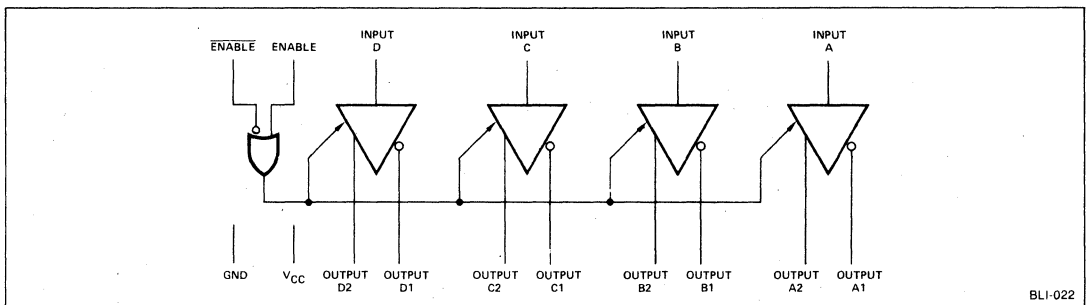 ENABLE ENABLE INPUT D INPUT C INPUT B INPUT A
GND VCC OUTPUT D2 OUTPUT D1 OUTPUT C2 OUTPUT C1 OUTPUT B2 OUTPUT B1 OUTPUT A2 OUTPUT A1
BLI-022